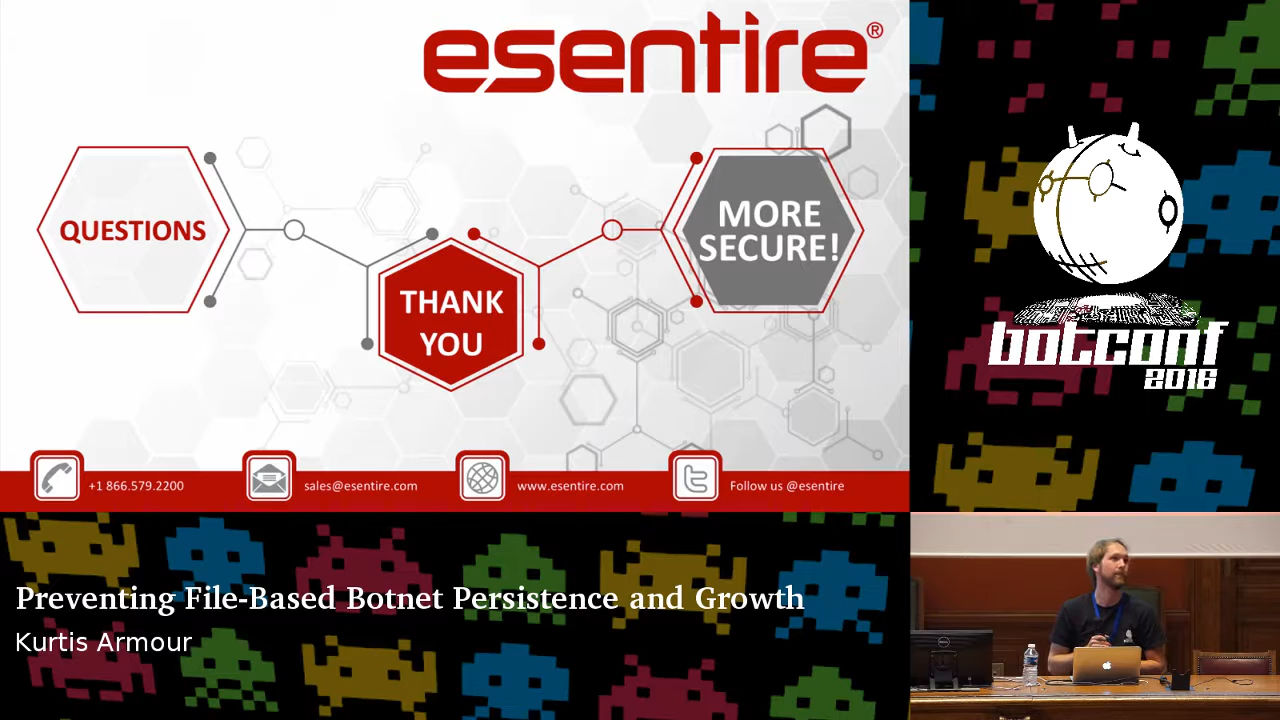 esentire®
QUESTIONS
THANK
YOU
MORE
SECURE!
+1 866.579.2200
sales@esentire.com
www.esentire.com
Follow us @esentire
botconf
2016
Preventing File-Based Botnet Persistence and Growth
Kurtis Armour